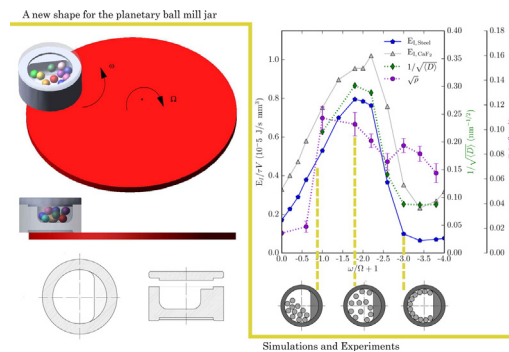 A new shape for the planetary ball mill jar
ω
Ω
E_I,Steel
E_I,CaF₂
1/√⟨D⟩
√ρ
1.0
0.8
0.6
0.4
0.2
0.0
E_I/τV (10⁻⁵ J/s mm³)
0.0 -0.5 -1.0 -1.5 -2.0 -2.5 -3.0 -3.5 -4.0
ω/Ω + 1
0.40
0.35
0.30
0.25
0.20
0.15
0.10
0.05
0.00
1/√⟨D⟩ (nm⁻¹/²)
0.18
0.16
0.14
0.12
0.10
0.08
0.06
0.04
0.02
0.00
Simulations and Experiments